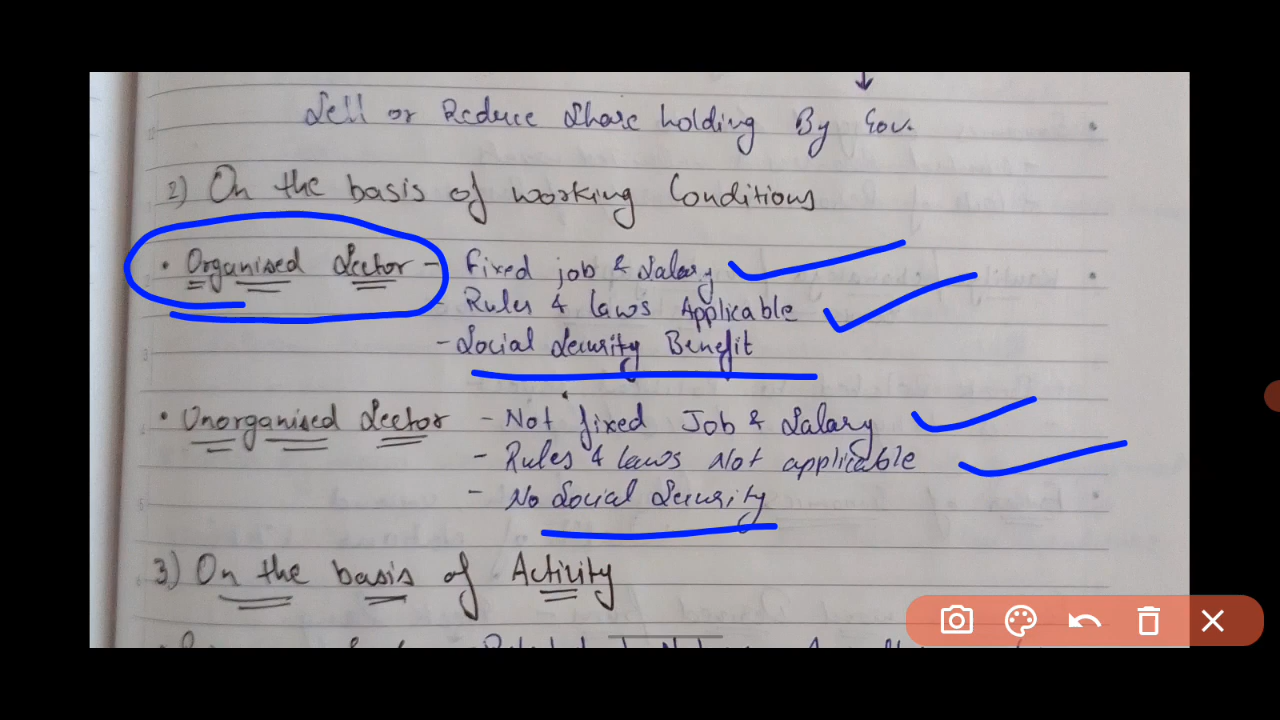 Sell or Reduce Share holding By Gov.
2) On the basis of working Conditions
• Organised Sector - Fixed job & Salary
- Rules & laws Applicable
- Social Security Benefit
• Unorganised Sector - Not fixed Job & Salary
- Rules & laws Not applicable
- No Social Security
3) On the basis of Activity